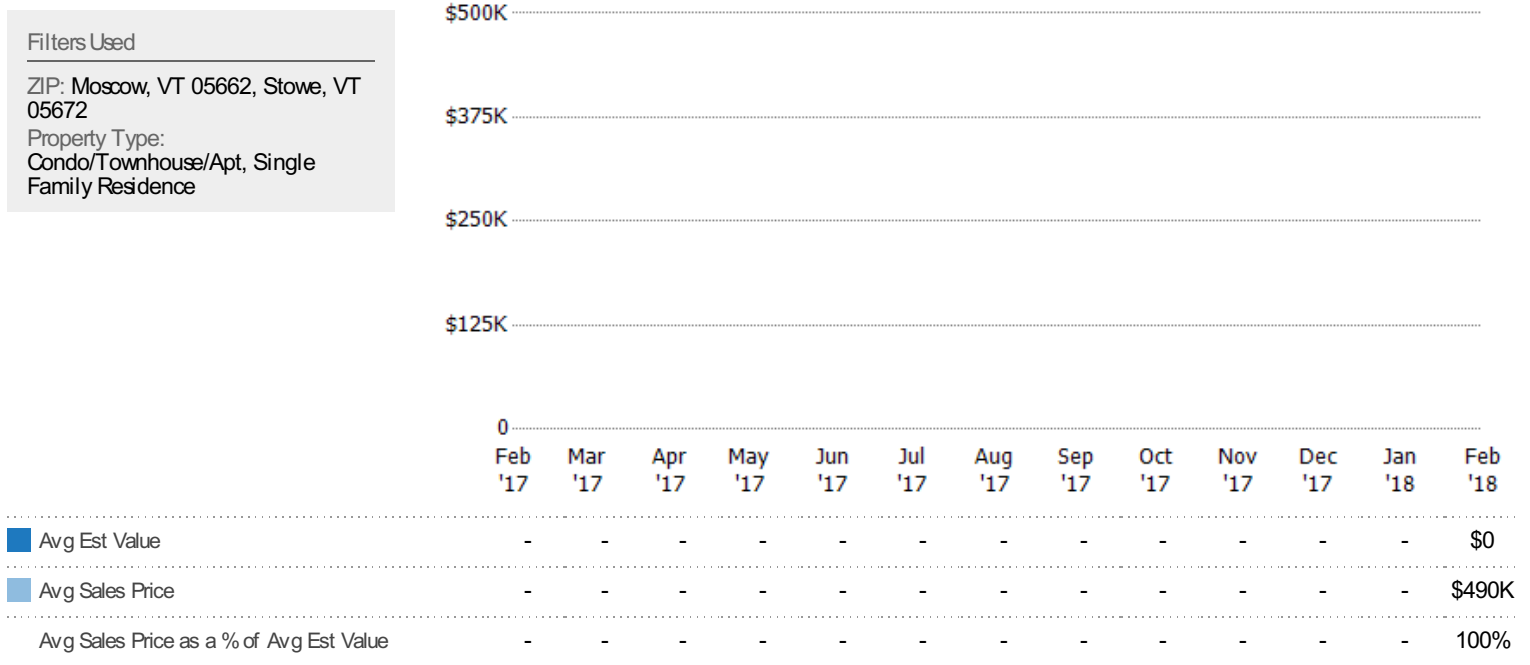 Filters Used
ZIP: Moscow, VT 05662, Stowe, VT
05672
Property Type:
Condo/Townhouse/Apt, Single
Family Residence
$500K
$375K
$250K
$125K
0
Feb Mar Apr May Jun Jul Aug Sep Oct Nov Dec Jan Feb
'17 '17 '17 '17 '17 '17 '17 '17 '17 '17 '17 '18 '18
Avg Est Value - - - - - - - - - - - - $0
Avg Sales Price - - - - - - - - - - - - $490K
Avg Sales Price as a % of Avg Est Value - - - - - - - - - - - - 100%